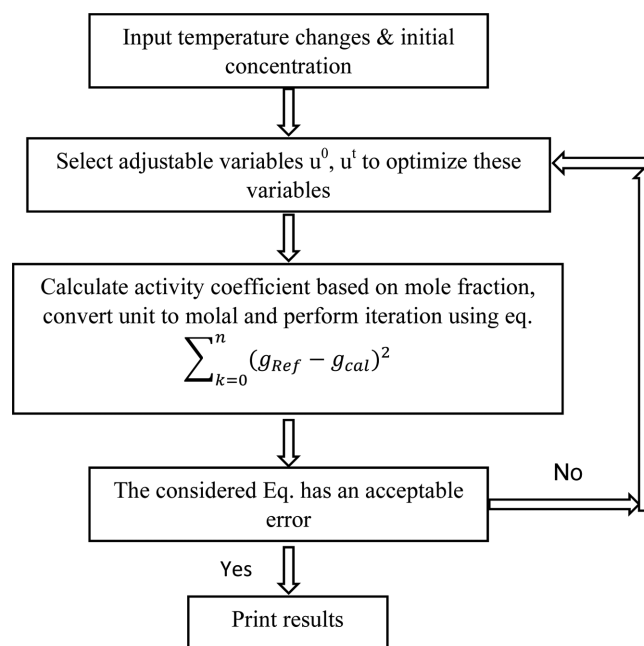 Input temperature changes & initial
concentration
Select adjustable variables u⁰, uᵗ to optimize these
variables
Calculate activity coefficient based on mole fraction,
convert unit to molal and perform iteration using eq.
∑ₖ₌₀ⁿ (g_Ref − g_cal)²
The considered Eq. has an acceptable
error
No
Yes
Print results